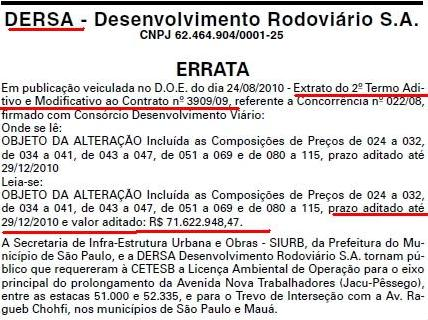 DERSA - Desenvolvimento Rodoviário S.A.
CNPJ 62.464.904/0001-25
ERRATA
Em publicação veiculada no D.O.E. do dia 24/08/2010 - Extrato do 2º Termo Adi-
tivo e Modificativo ao Contrato nº 3909/09, referente a Concorrência nº 022/08,
firmado com Consórcio Desenvolvimento Viário:
Onde se lê:
OBJETO DA ALTERAÇÃO Incluída as Composições de Preços de 024 a 032,
de 034 a 041, de 043 a 047, de 051 a 069 e de 080 a 115, prazo aditado até
29/12/2010
Leia-se:
OBJETO DA ALTERAÇÃO Incluída as Composições de Preços de 024 a 032,
de 034 a 041, de 043 a 047, de 051 a 069 e de 080 a 115, prazo aditado até
29/12/2010 e valor aditado: R$ 71.622.948,47.
A Secretaria de Infra-Estrutura Urbana e Obras - SIURB, da Prefeitura do Mu-
nicípio de São Paulo, e a DERSA Desenvolvimento Rodoviário S.A. tornam pú-
blico que requereram à CETESB a Licença Ambiental de Operação para o eixo
principal do prolongamento da Avenida Nova Trabalhadores (Jacu-Pêssego),
entre as estacas 51.000 e 52.335, e para o Trevo de Interseção com a Av. Ra-
gueb Chohfi, nos municípios de São Paulo e Mauá.